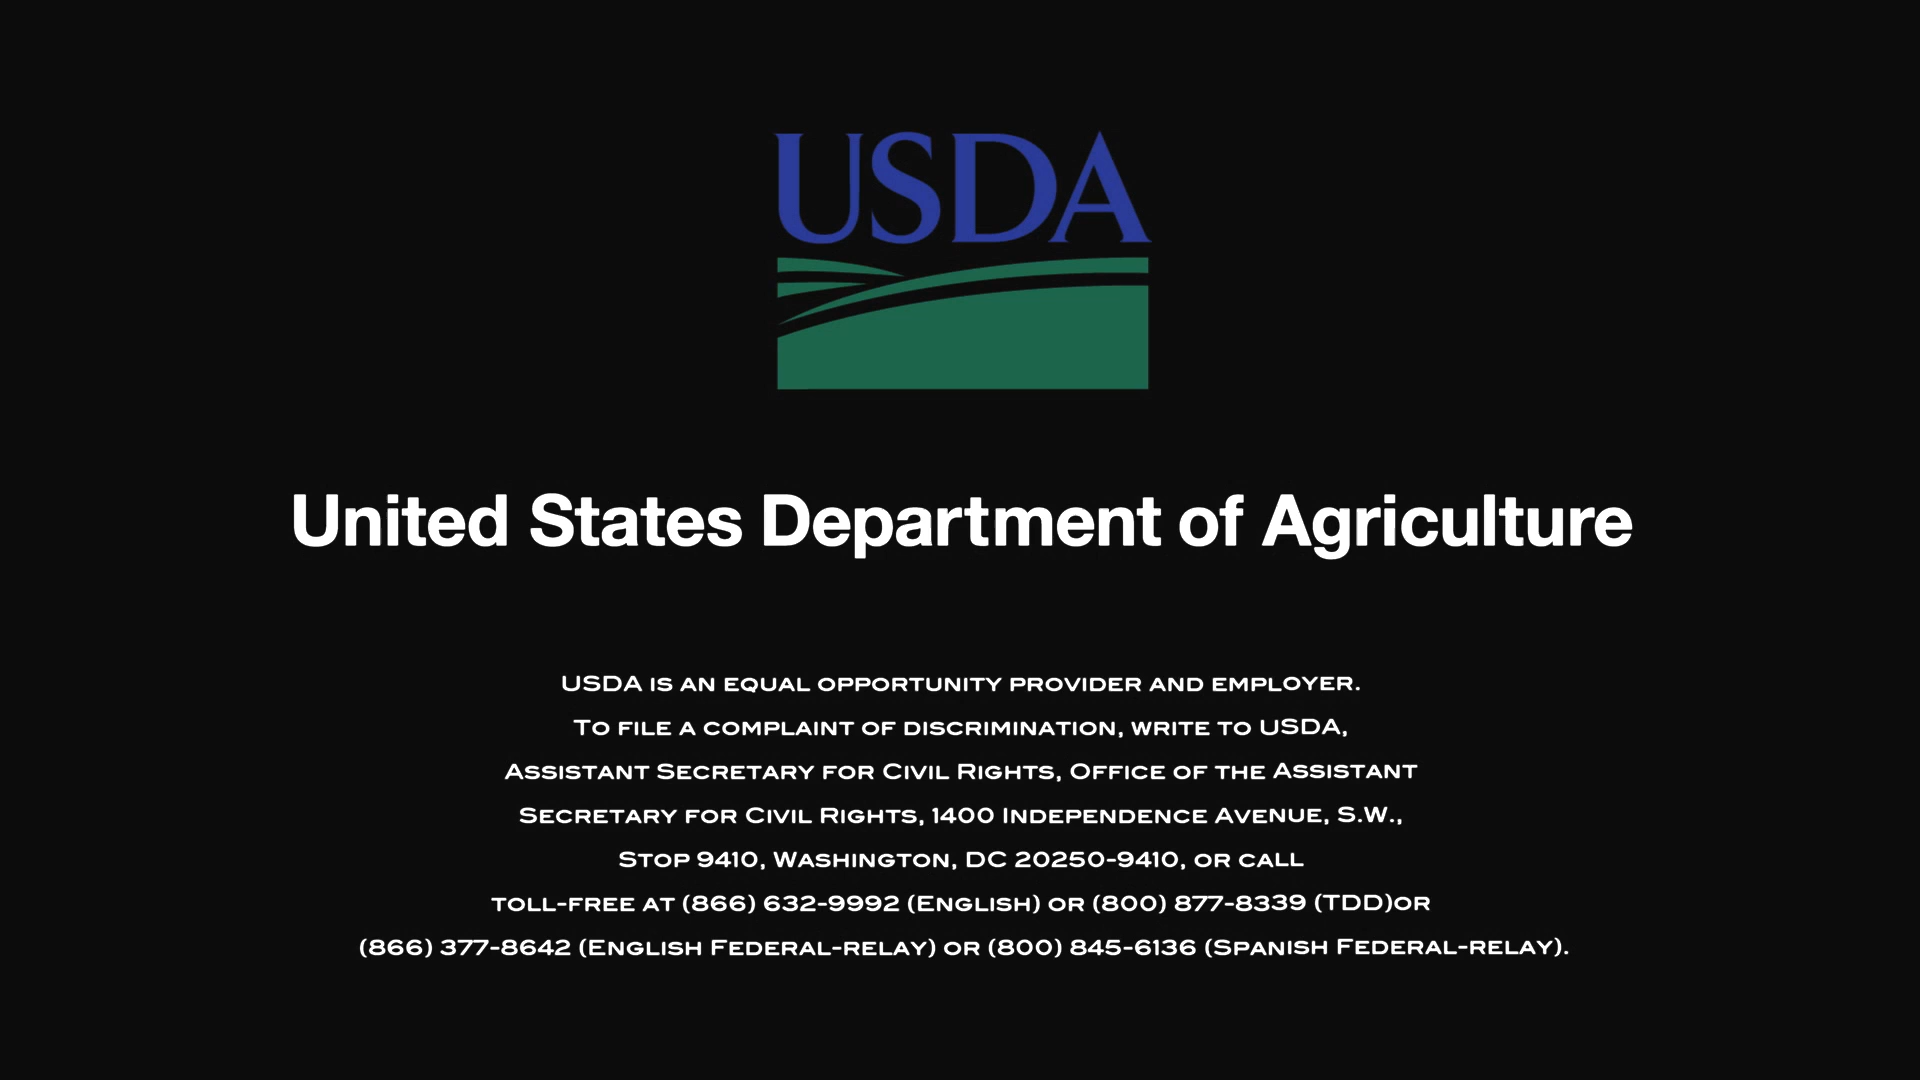 USDA
United States Department of Agriculture
USDA is an equal opportunity provider and employer.
To file a complaint of discrimination, write to USDA,
Assistant Secretary for Civil Rights, Office of the Assistant
Secretary for Civil Rights, 1400 Independence Avenue, S.W.,
Stop 9410, Washington, DC 20250-9410, or call
toll-free at (866) 632-9992 (English) or (800) 877-8339 (TDD)or
(866) 377-8642 (English Federal-relay) or (800) 845-6136 (Spanish Federal-relay).